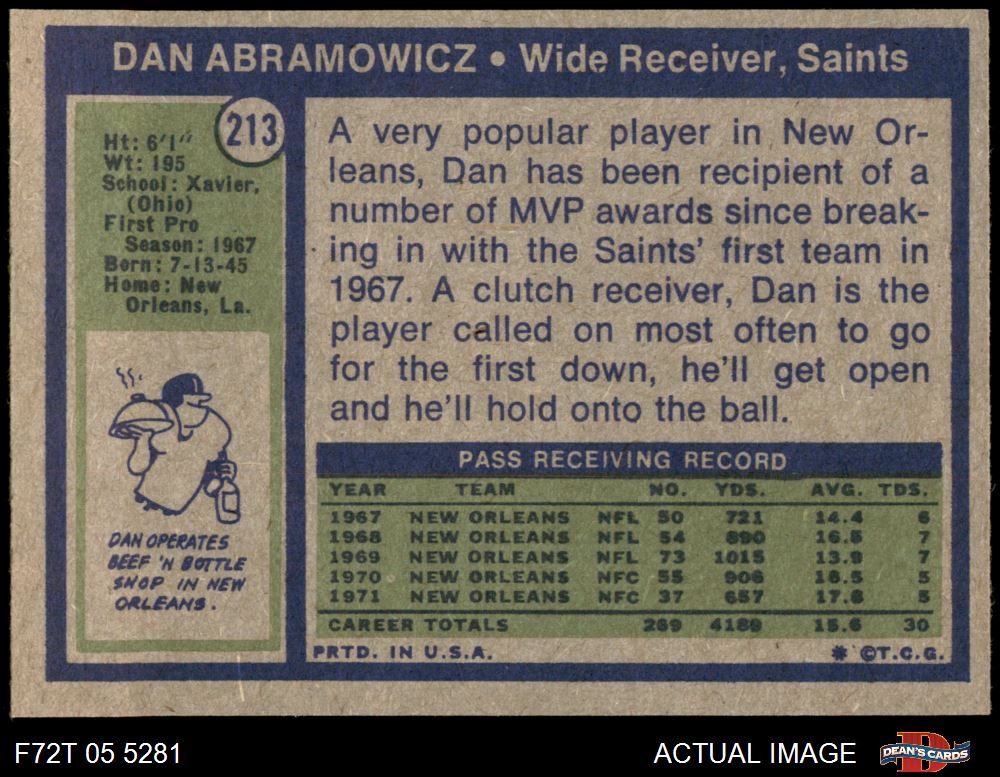 DAN ABRAMOWICZ • Wide Receiver, Saints
213
Ht: 6'1"
Wt: 195
School: Xavier,
(Ohio)
First Pro
Season: 1967
Born: 7-13-45
Home: New
Orleans, La.
DAN OPERATES
BEEF 'N BOTTLE
SHOP IN NEW
ORLEANS.
A very popular player in New Or-
leans, Dan has been recipient of a
number of MVP awards since break-
ing in with the Saints' first team in
1967. A clutch receiver, Dan is the
player called on most often to go
for the first down, he'll get open
and he'll hold onto the ball.
PASS RECEIVING RECORD
YEAR TEAM NO. YDS. AVG. TDS.
1967 NEW ORLEANS NFL 50 721 14.4 6
1968 NEW ORLEANS NFL 54 890 16.5 7
1969 NEW ORLEANS NFL 73 1015 13.9 7
1970 NEW ORLEANS NFC 55 906 16.5 5
1971 NEW ORLEANS NFC 37 657 17.8 5
CAREER TOTALS 269 4189 15.6 30
PRTD. IN U.S.A. * ©T.C.G.
F72T 05 5281 ACTUAL IMAGE DEAN'S CARDS